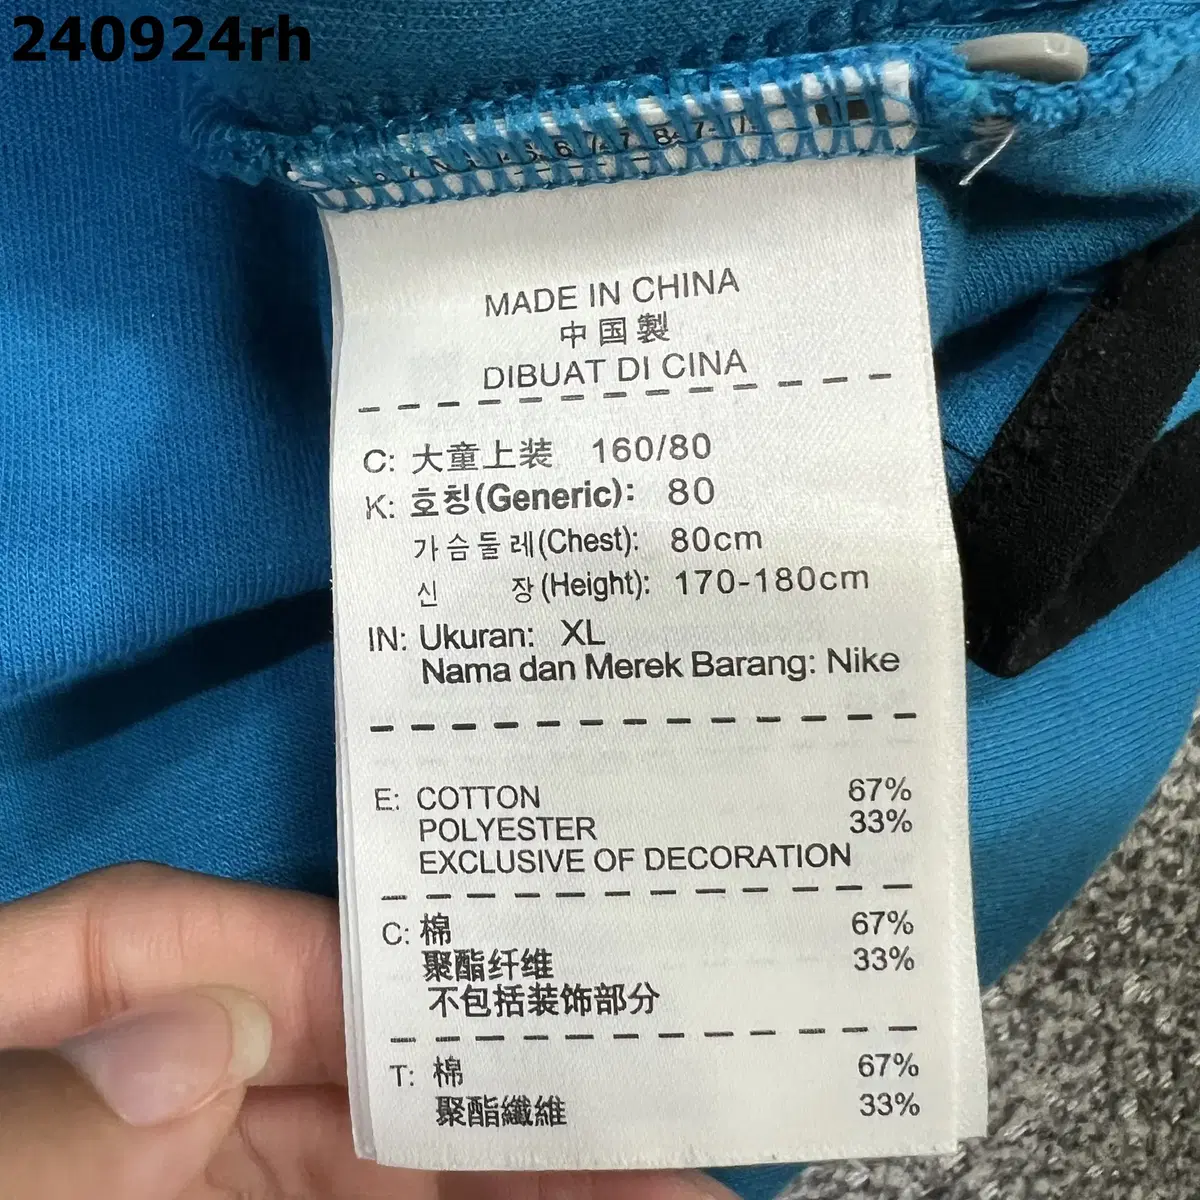 240924rh
MADE IN CHINA
中国製
DIBUAT DI CINA
C: 大童上装 160/80
K: 호칭(Generic): 80
가슴둘레(Chest): 80cm
신 장(Height): 170-180cm
IN: Ukuran: XL
Nama dan Merek Barang: Nike
E: COTTON 67%
POLYESTER 33%
EXCLUSIVE OF DECORATION
C: 棉 67%
聚酯纤维 33%
不包括装饰部分
T: 棉 67%
聚酯纖維 33%